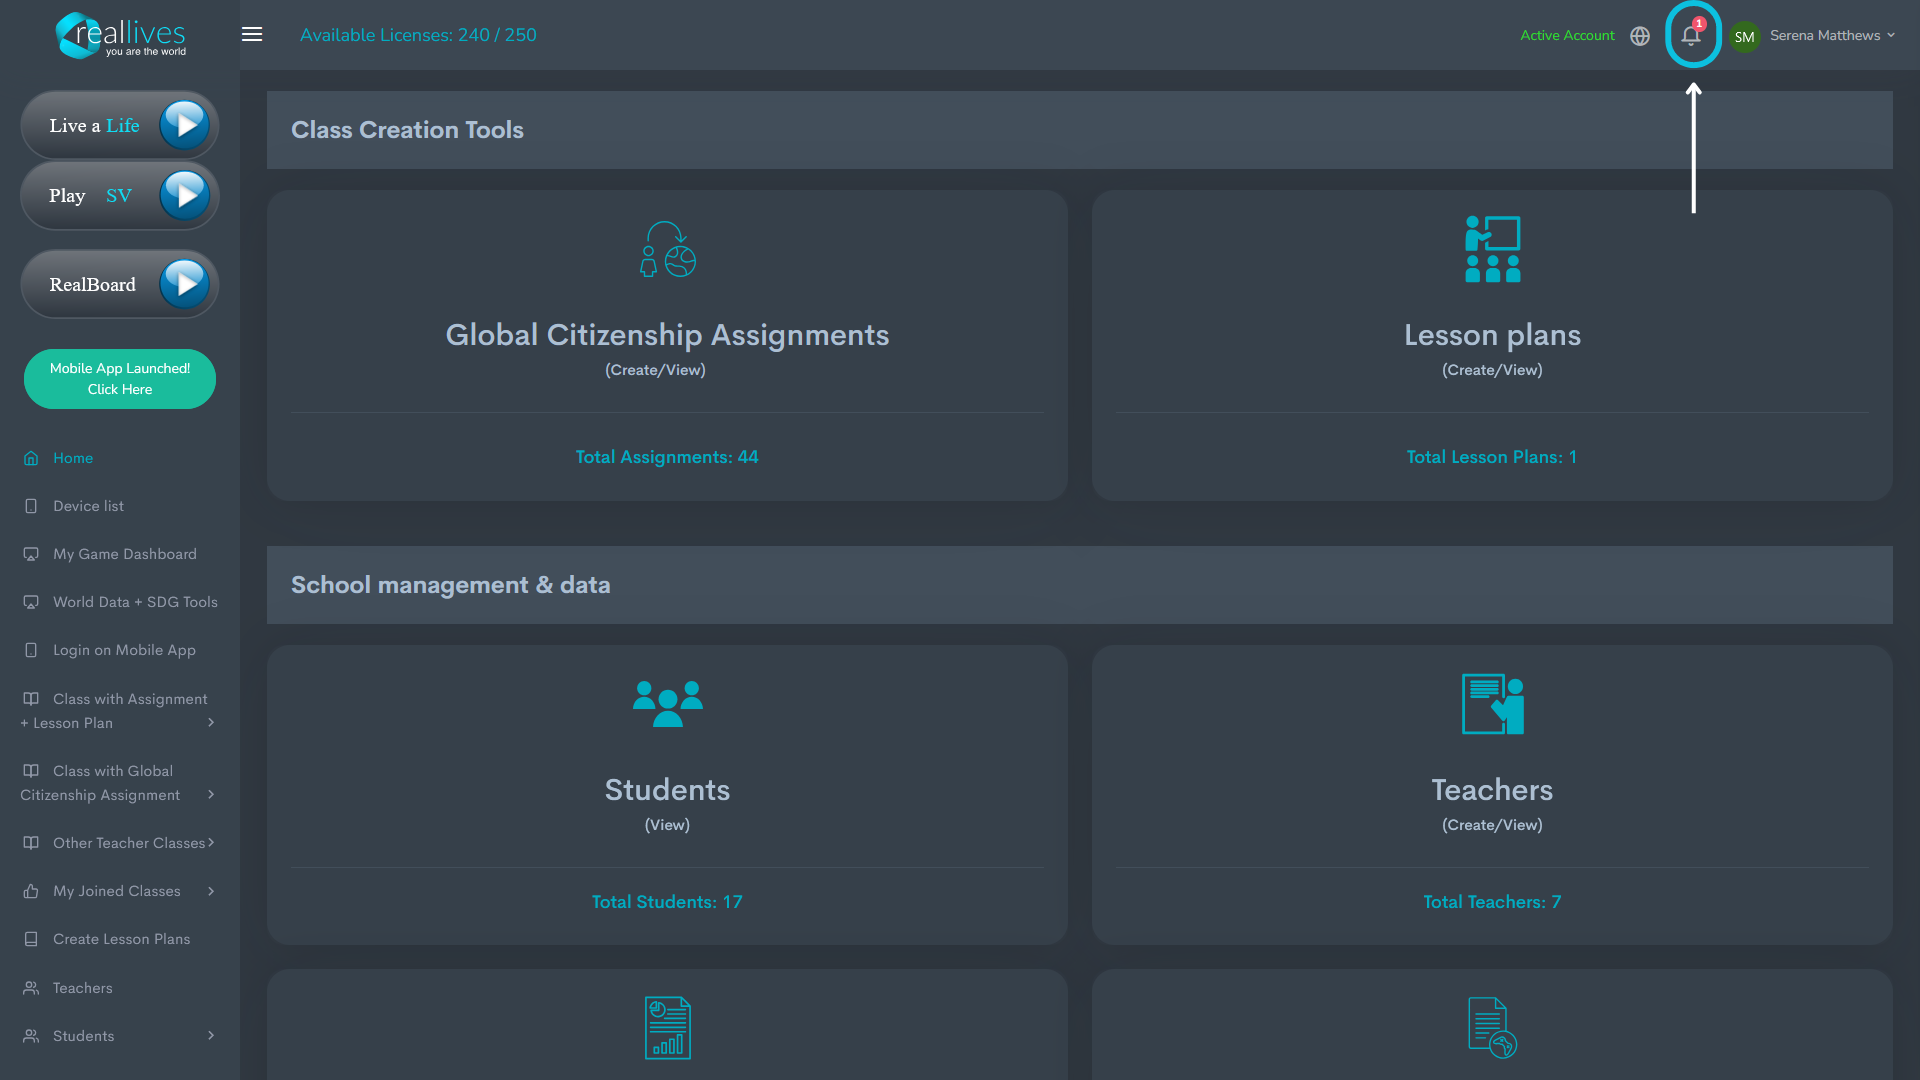 reallives
you are the world
Available Licenses: 240 / 250
Active Account
1
SM
Serena Matthews
Live a Life
Play SV
RealBoard
Mobile App Launched!
Click Here
Home
Device list
My Game Dashboard
World Data + SDG Tools
Login on Mobile App
Class with Assignment
+ Lesson Plan
Class with Global
Citizenship Assignment
Other Teacher Classes
My Joined Classes
Create Lesson Plans
Teachers
Students
Class Creation Tools
Global Citizenship Assignments
(Create/View)
Total Assignments: 44
Lesson plans
(Create/View)
Total Lesson Plans: 1
School management & data
Students
(View)
Total Students: 17
Teachers
(Create/View)
Total Teachers: 7